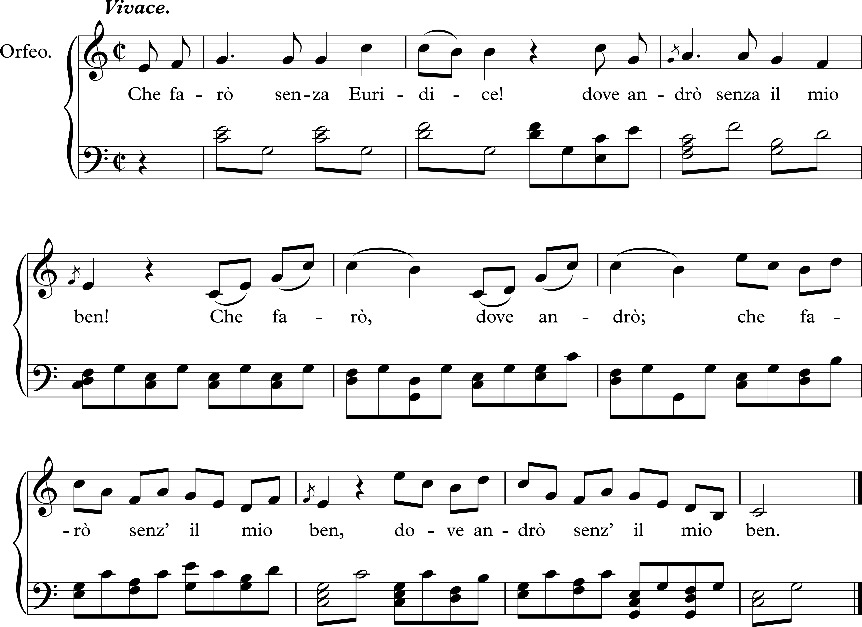 Vivace.
Orfeo.
Che fa - rò sen - za Euri - di - ce! dove an - drò senza il mio
ben! Che fa - rò, dove an - drò; che fa -
- rò senz' il mio ben, do - ve an - drò senz' il mio ben.